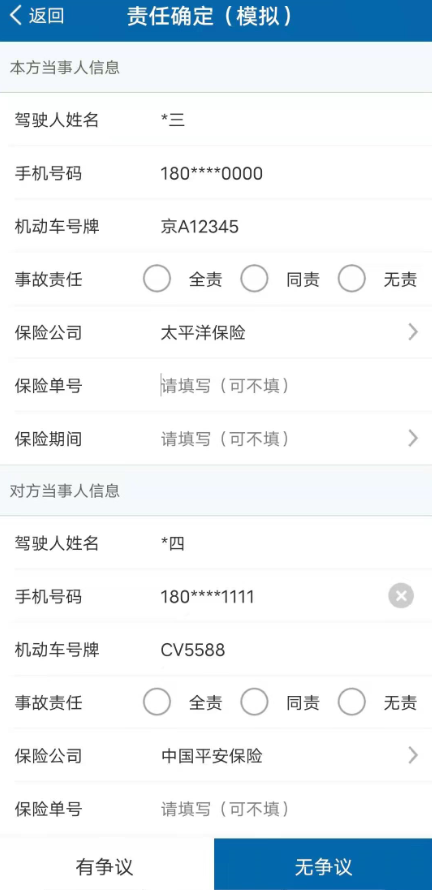 返回 责任确定（模拟）
本方当事人信息
驾驶人姓名 *三
手机号码 180****0000
机动车号牌 京A12345
事故责任 全责 同责 无责
保险公司 太平洋保险
保险单号 请填写（可不填）
保险期间 请填写（可不填）
对方当事人信息
驾驶人姓名 *四
手机号码 180****1111
机动车号牌 CV5588
事故责任 全责 同责 无责
保险公司 中国平安保险
保险单号 请填写（可不填）
有争议 无争议